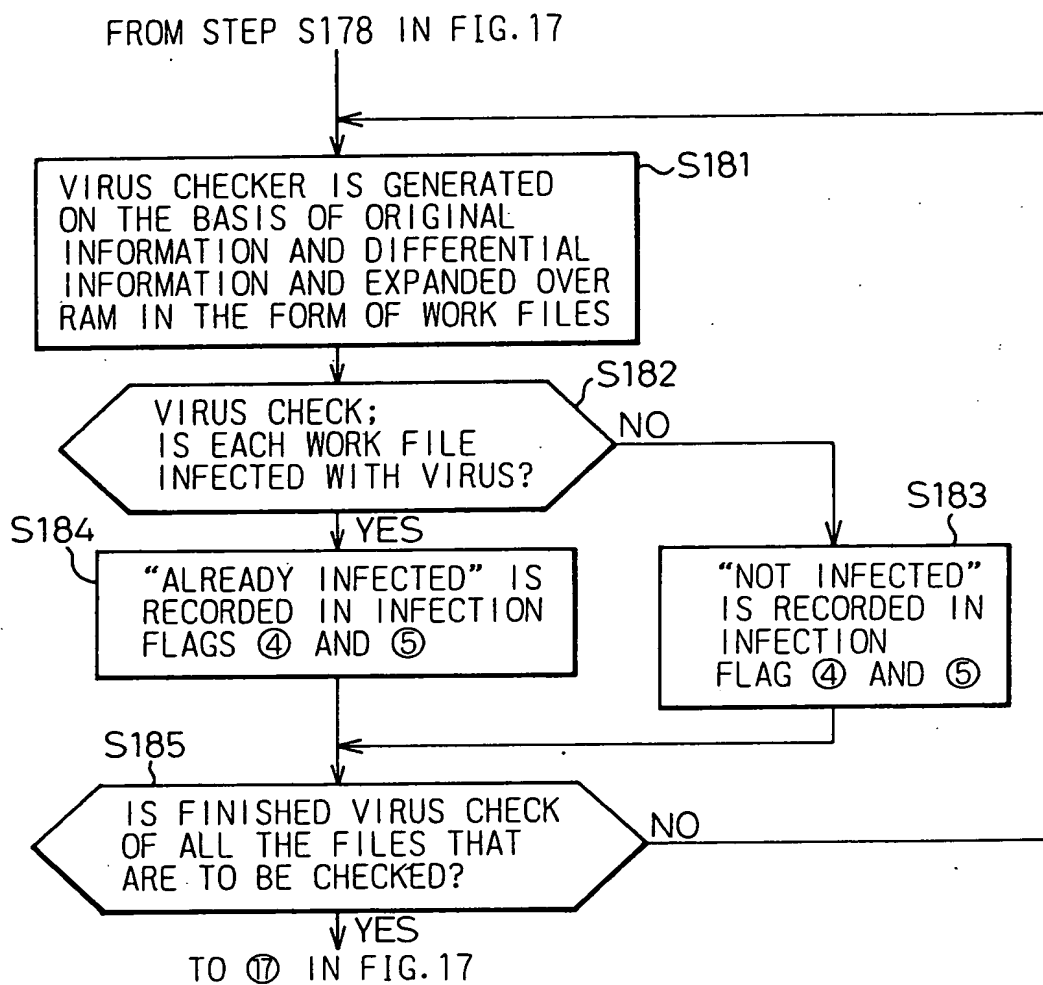 FROM STEP S178 IN FIG.17
S181
VIRUS CHECKER IS GENERATED
ON THE BASIS OF ORIGINAL
INFORMATION AND DIFFERENTIAL
INFORMATION AND EXPANDED OVER
RAM IN THE FORM OF WORK FILES
S182
VIRUS CHECK;
IS EACH WORK FILE
INFECTED WITH VIRUS?
NO
YES
S184
“ALREADY INFECTED” IS
RECORDED IN INFECTION
FLAGS ④ AND ⑤
S183
“NOT INFECTED”
IS RECORDED IN
INFECTION
FLAG ④ AND ⑤
S185
IS FINISHED VIRUS CHECK
OF ALL THE FILES THAT
ARE TO BE CHECKED?
NO
YES
TO ⑰ IN FIG.17